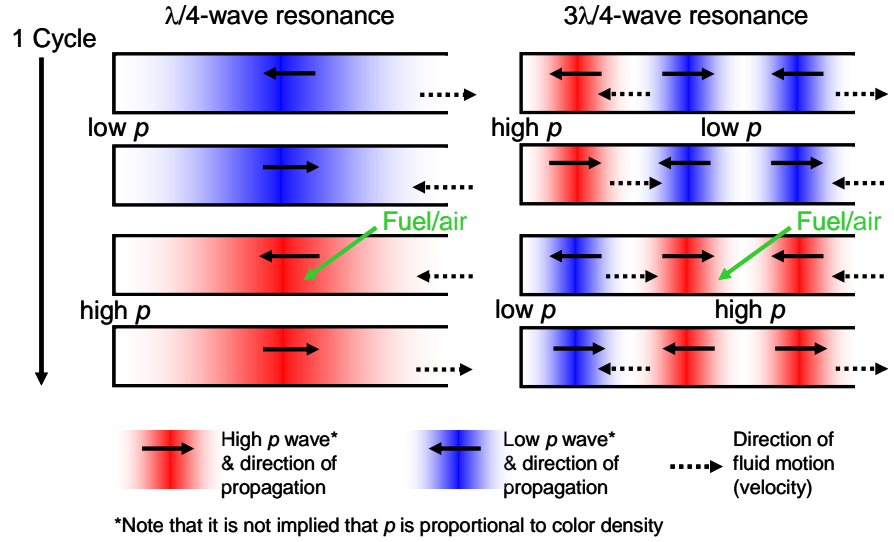 λ/4-wave resonance
3λ/4-wave resonance
1 Cycle
low p
high p
low p
Fuel/air
Fuel/air
high p
low p
high p
High p wave*
& direction of
propagation
Low p wave*
& direction of
propagation
Direction of
fluid motion
(velocity)
*Note that it is not implied that p is proportional to color density